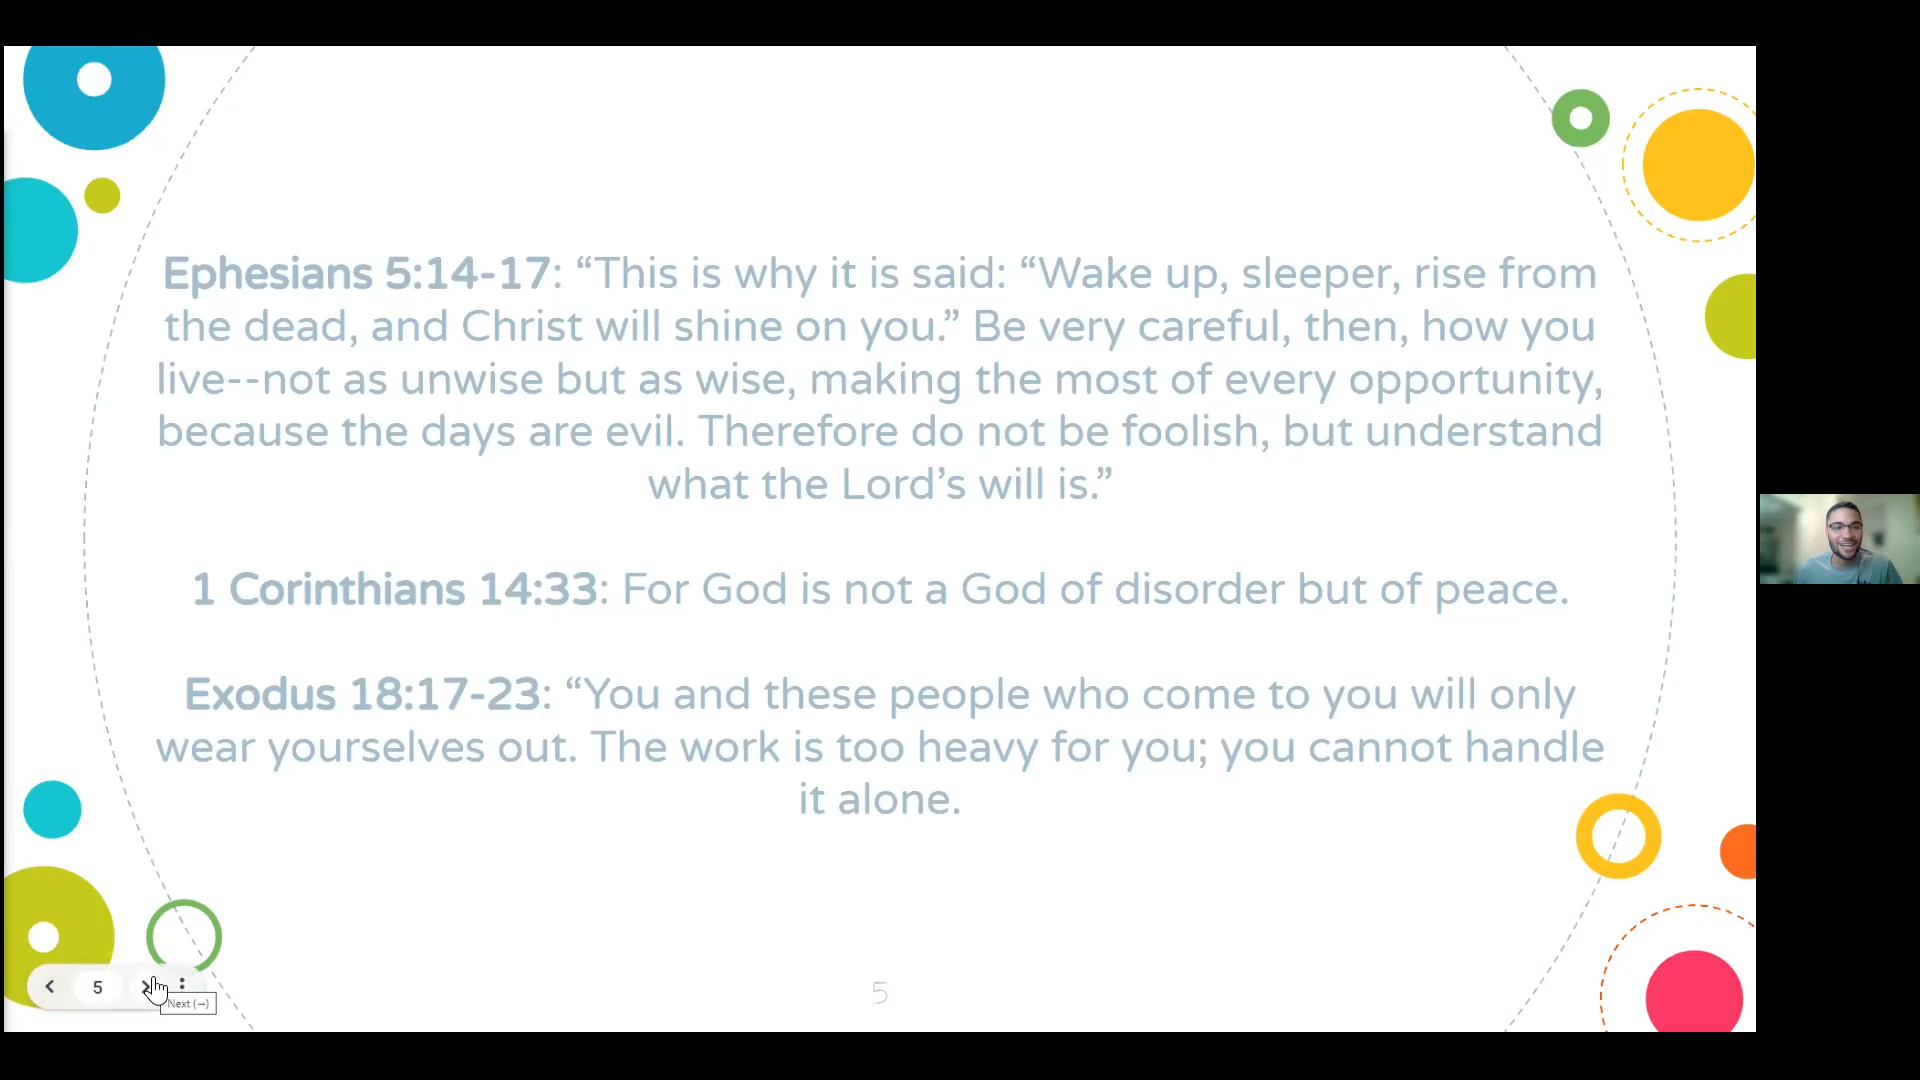 Ephesians 5:14-17: “This is why it is said: “Wake up, sleeper, rise from
the dead, and Christ will shine on you.” Be very careful, then, how you
live--not as unwise but as wise, making the most of every opportunity,
because the days are evil. Therefore do not be foolish, but understand
what the Lord’s will is.”
1 Corinthians 14:33: For God is not a God of disorder but of peace.
Exodus 18:17-23: “You and these people who come to you will only
wear yourselves out. The work is too heavy for you; you cannot handle
it alone.
5
Next (→)
5